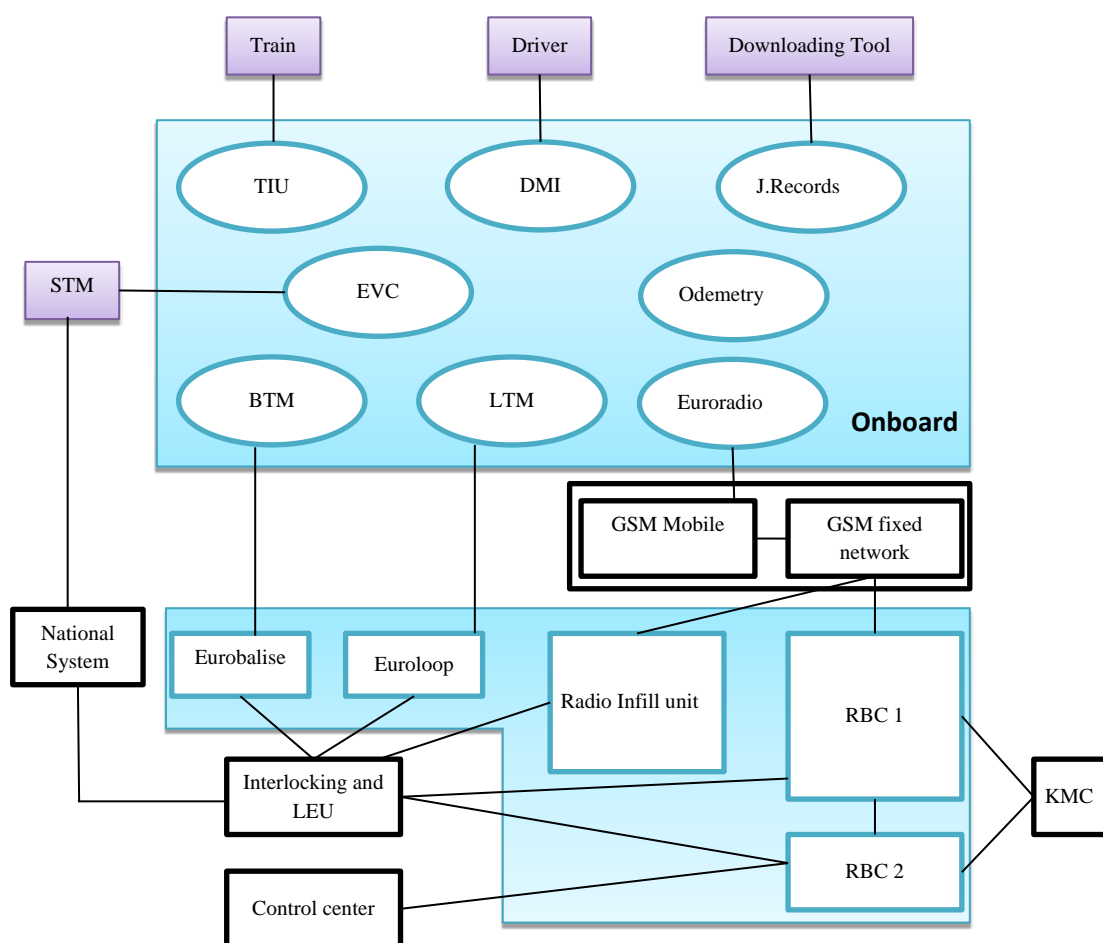 Train
Driver
Downloading Tool
TIU
DMI
J.Records
STM
EVC
Odemetry
BTM
LTM
Euroradio
Onboard
GSM Mobile
GSM fixed
network
National
System
Eurobalise
Euroloop
Radio Infill unit
RBC 1
Interlocking and
LEU
KMC
RBC 2
Control center